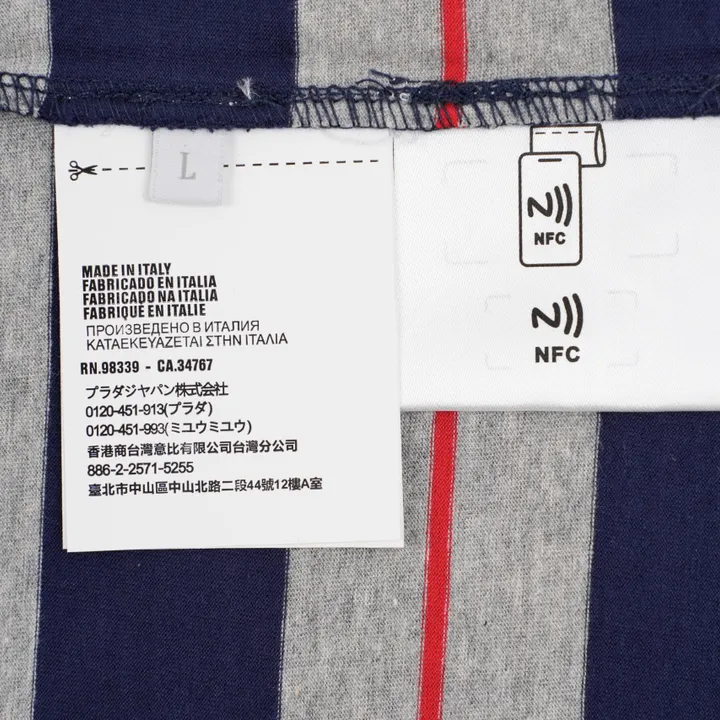 L
MADE IN ITALY
FABRICADO EN ITALIA
FABRICADO NA ITALIA
FABRIQUÉ EN ITALIE
ПРОИЗВЕДЕНО В ИТАЛИЯ
ΚΑΤΑΕΚΕΥΑΖΕΤΑΙ ΣΤΗΝ ΙΤΑΛΙΑ
RN.98339 - CA.34767
プラダジャパン株式会社
0120-451-913(プラダ)
0120-451-993(ミユウミユウ)
香港商台灣意比有限公司台灣分公司
886-2-2571-5255
臺北市中山區中山北路二段44號12樓A室
NFC
NFC